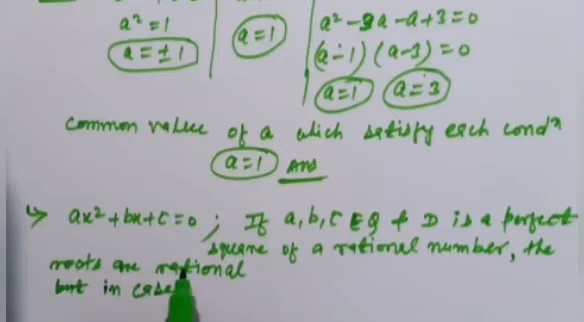 a² = 1
a = ± 1
a = 1
a² - 3a - a + 3 = 0
(a - 1) (a - 3) = 0
a = 1 a = 3
Common value of a which satisfy each condⁿ
a = 1 Ans
↳ ax² + bx + c = 0 ; If a, b, c ∈ Q & D is a perfect
square of a rational number, the
roots are rational
but in case